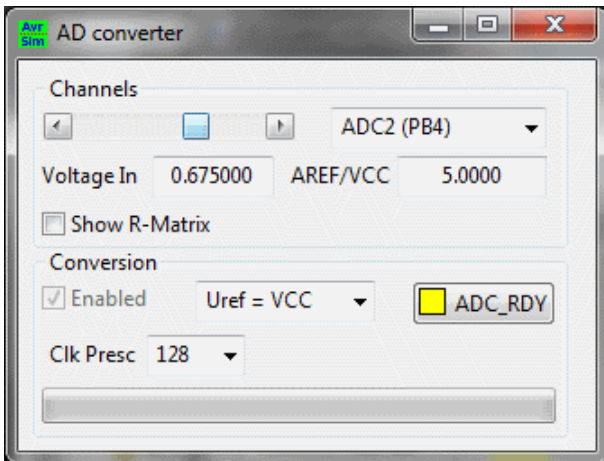 Avr Sim AD converter
Channels
ADC2 (PB4)
Voltage In 0.675000 AREF/VCC 5.0000
Show R-Matrix
Conversion
Enabled Uref = VCC ADC_RDY
Clk Presc 128